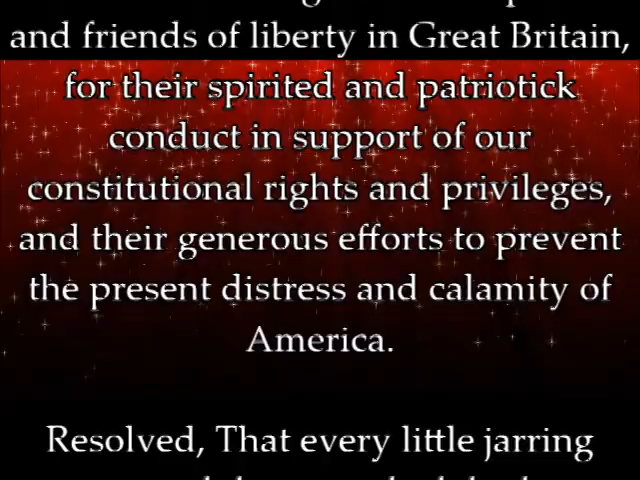 and friends of liberty in Great Britain,
for their spirited and patriotick
conduct in support of our
constitutional rights and privileges,
and their generous efforts to prevent
the present distress and calamity of
America.
Resolved, That every little jarring